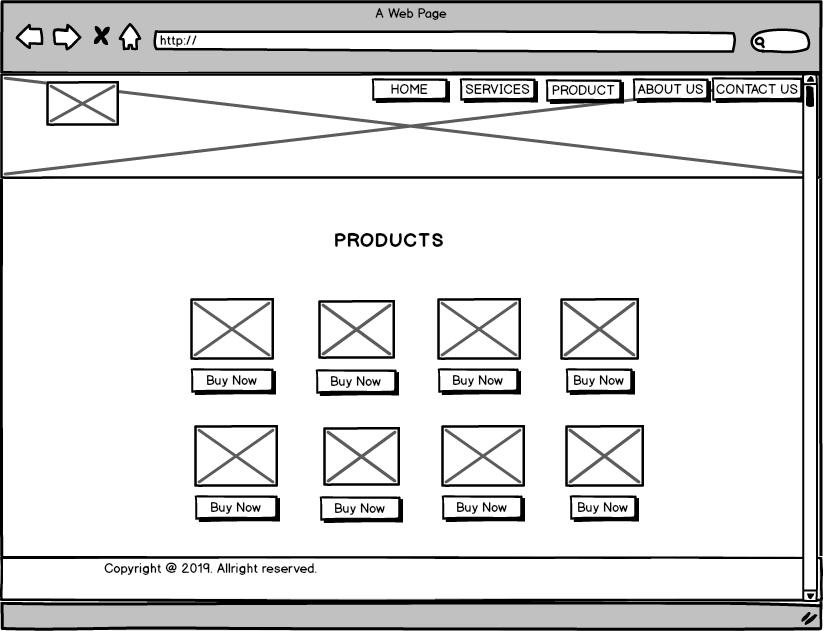 A Web Page
http://
HOME SERVICES PRODUCT ABOUT US CONTACT US
PRODUCTS
Buy Now Buy Now Buy Now Buy Now
Buy Now Buy Now Buy Now Buy Now
Copyright @ 2019. Allright reserved.